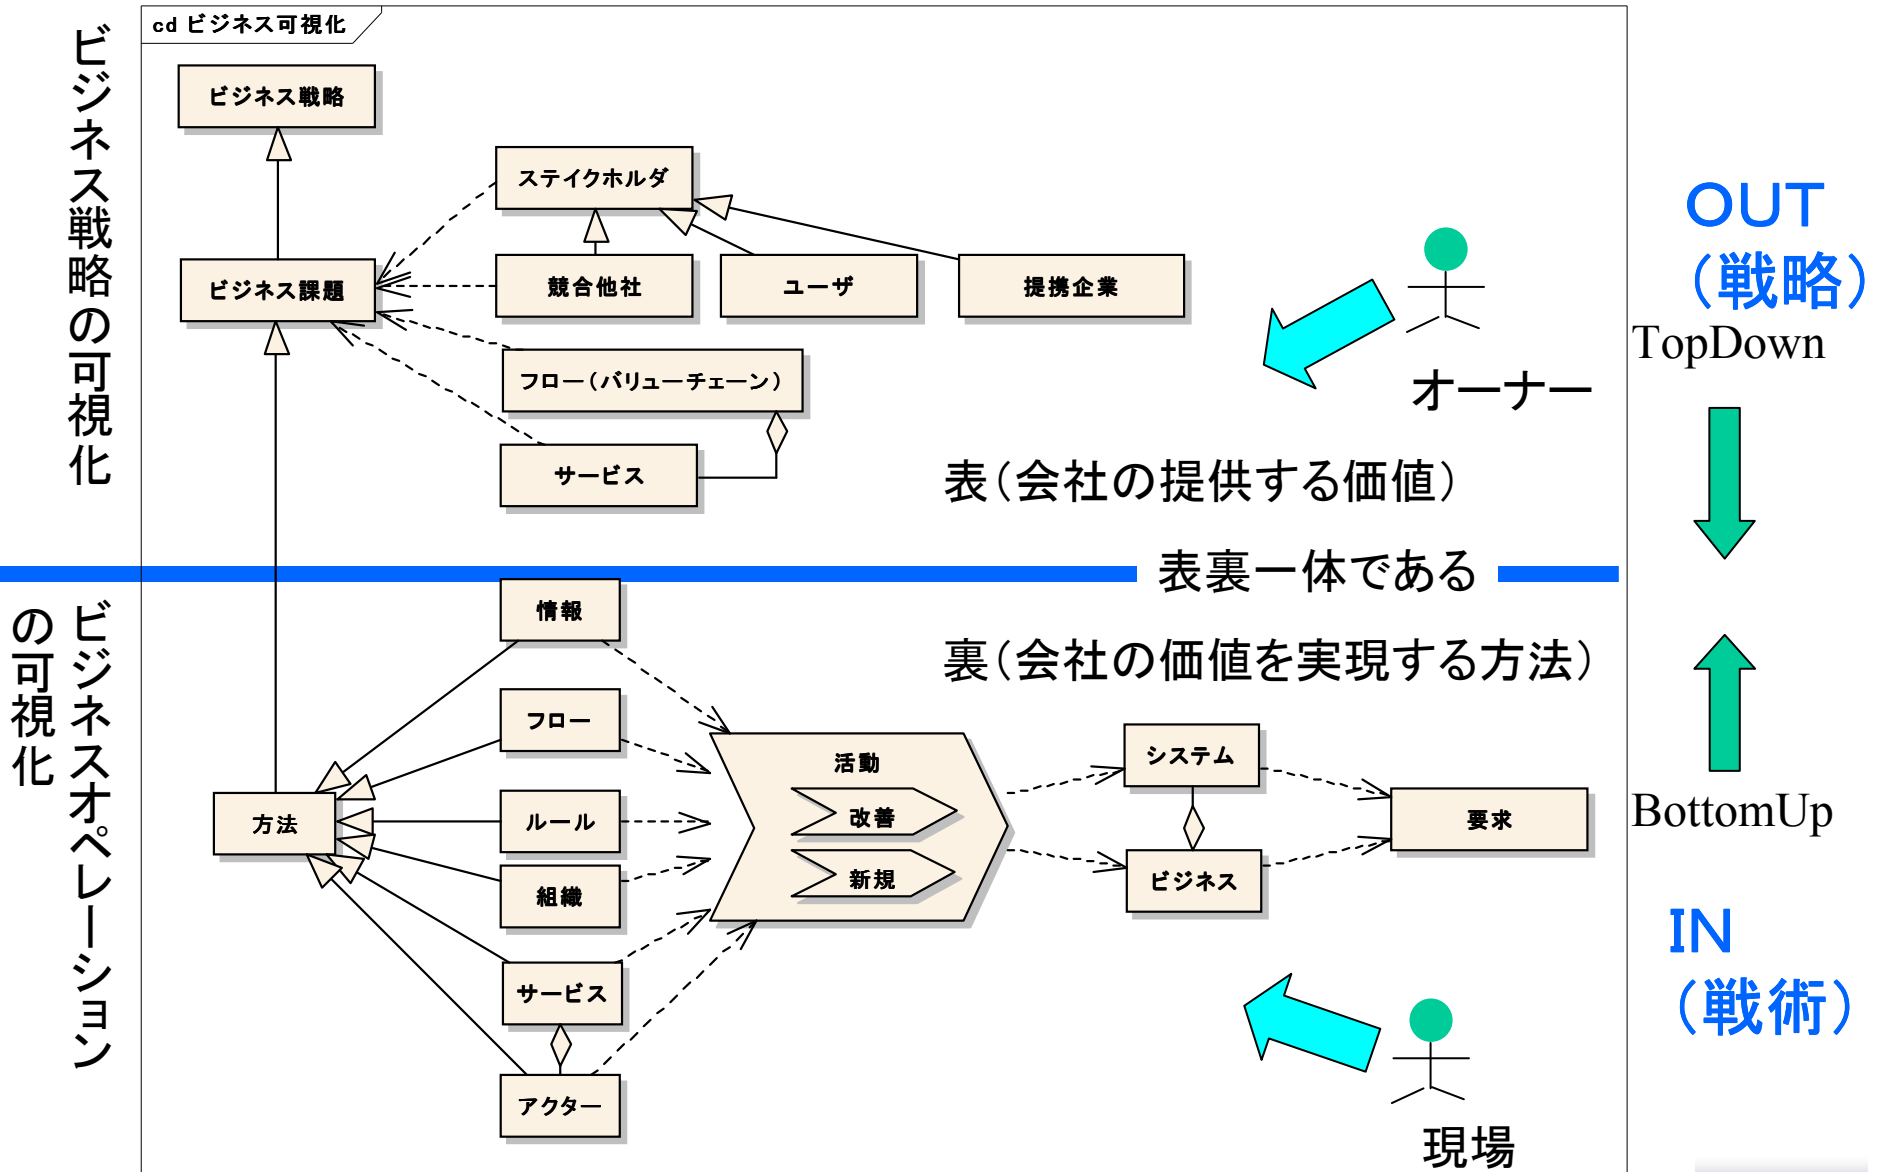 cd ビジネス可視化
ビジネス戦略の可視化
ビジネス戦略
ステイクホルダ
ビジネス課題
競合他社
ユーザ
提携企業
フロー（バリューチェーン）
サービス
オーナー
OUT
（戦略）
TopDown
表（会社の提供する価値）
表裏一体である
裏（会社の価値を実現する方法）
ビジネスオペレーション
の可視化
情報
フロー
方法
ルール
組織
サービス
アクター
活動
改善
新規
システム
ビジネス
要求
BottomUp
IN
（戦術）
現場